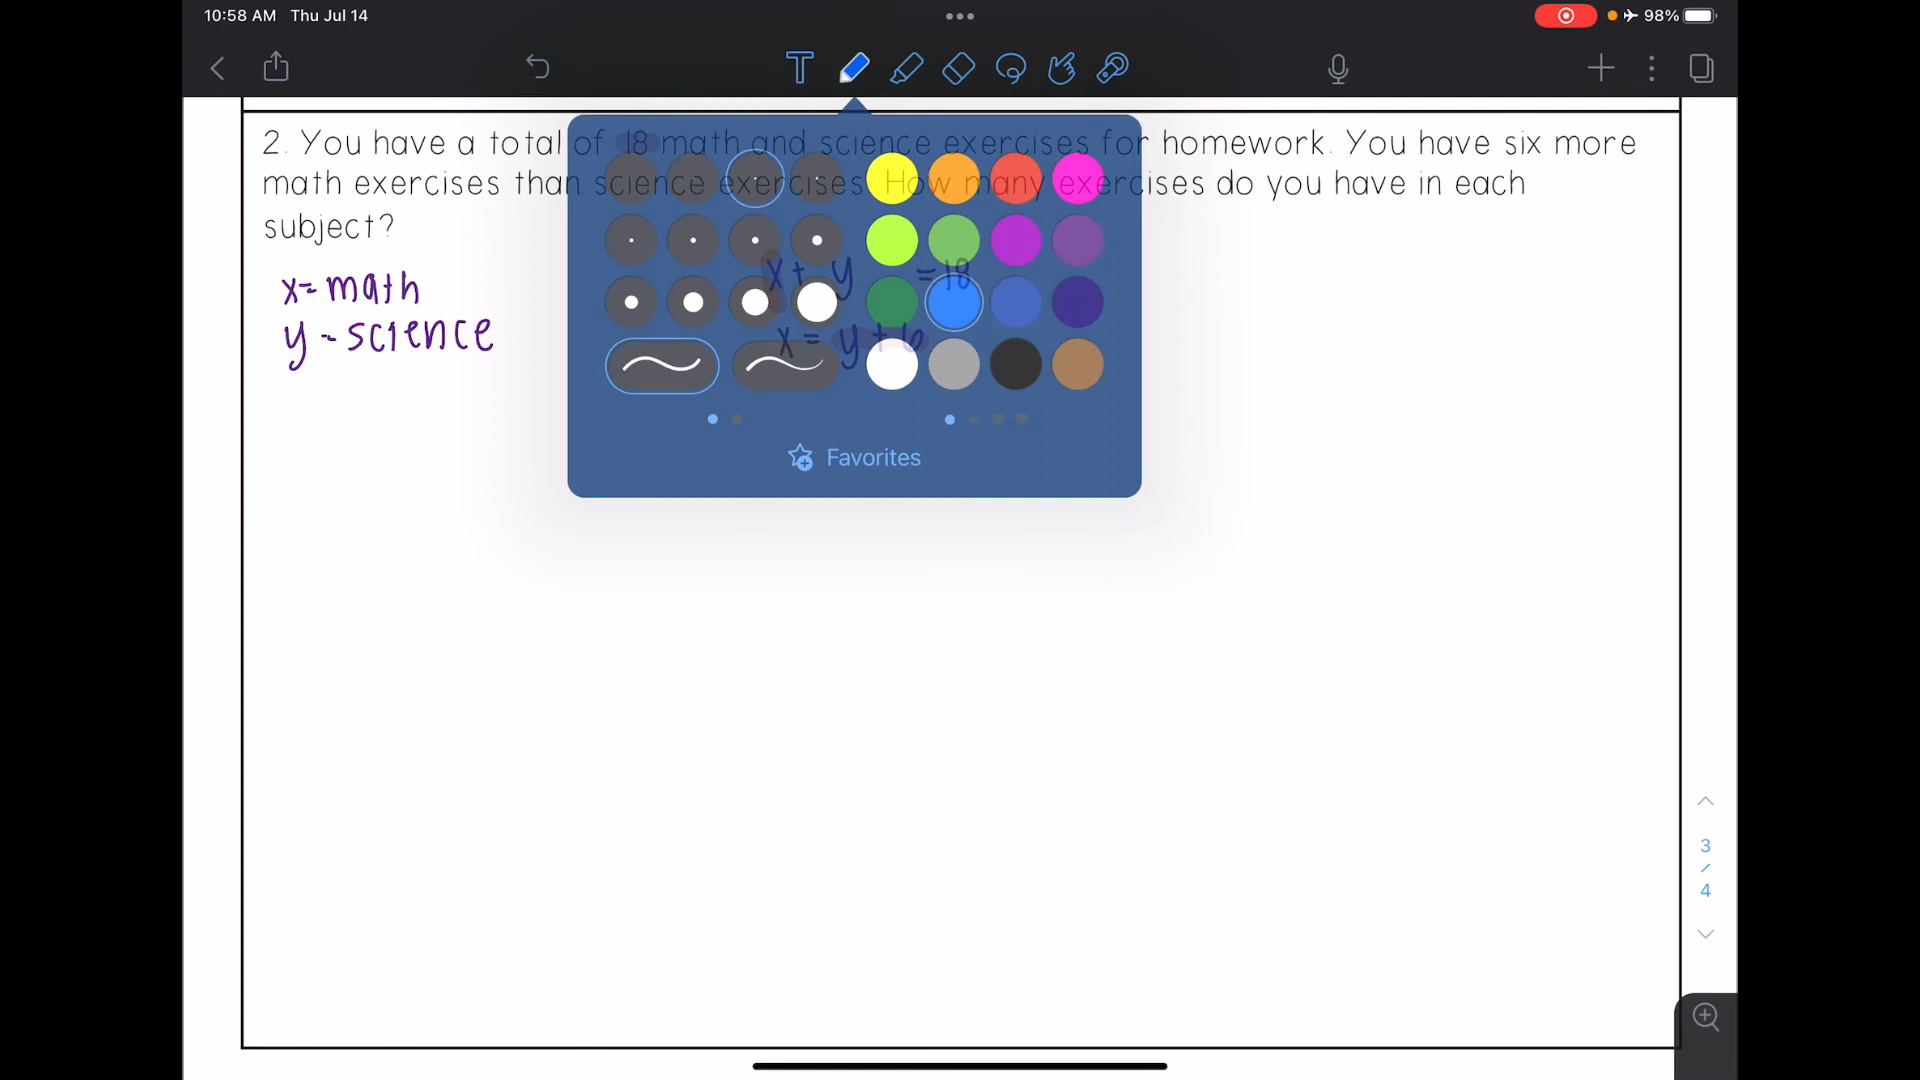 10:58 AM Thu Jul 14
98%
2. You have a total of 18 math and science exercises for homework. You have six more
math exercises than science exercises. How many exercises do you have in each
subject?
x = math
y = science
x + y = 18
x = y + 6
Favorites
3
/
4